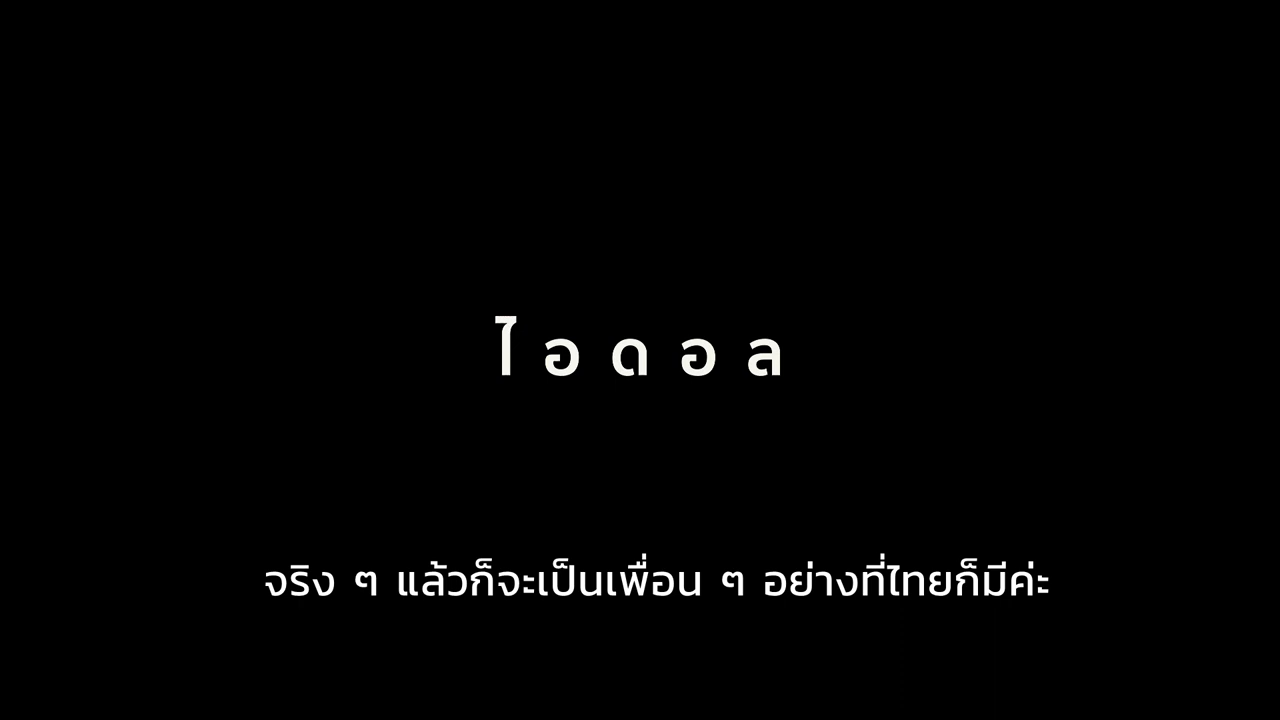 ไ อ ด อ ล
จริง ๆ แล้วก็จะเป็นเพื่อน ๆ อย่างที่ไทยก็มีค่ะ